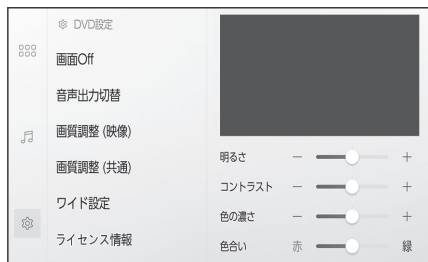 DVD設定
画面Off
音声出力切替
画質調整 (映像)
画質調整 (共通)
ワイド設定
ライセンス情報
明るさ − +
コントラスト − +
色の濃さ − +
色合い 赤 緑